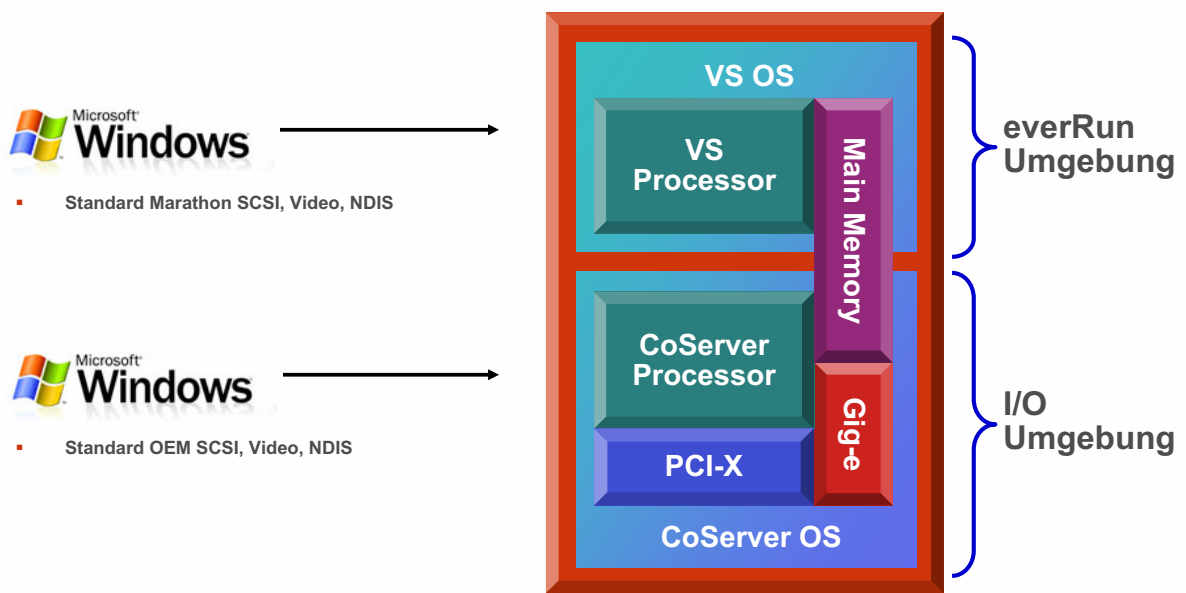 Microsoft
Windows
▪ Standard Marathon SCSI, Video, NDIS
VS OS
VS
Processor
Main Memory
everRun
Umgebung
Microsoft
Windows
▪ Standard OEM SCSI, Video, NDIS
CoServer
Processor
Gig-e
PCI-X
CoServer OS
I/O
Umgebung